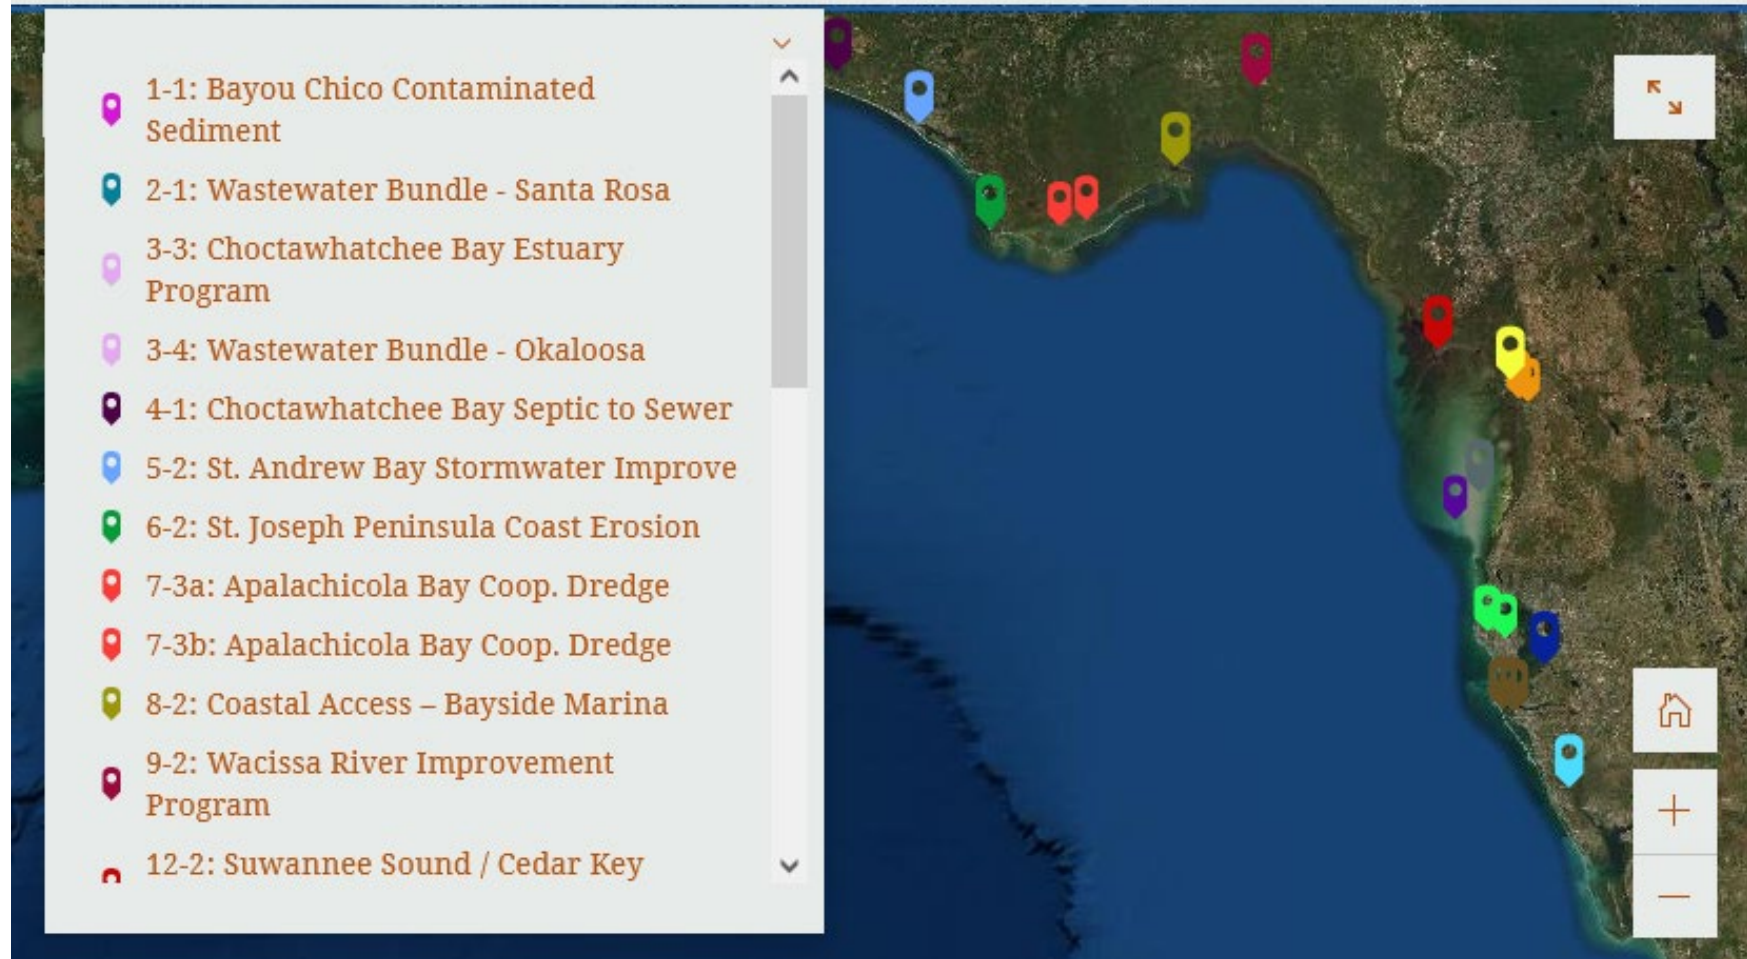 1-1: Bayou Chico Contaminated
Sediment
2-1: Wastewater Bundle - Santa Rosa
3-3: Choctawhatchee Bay Estuary
Program
3-4: Wastewater Bundle - Okaloosa
4-1: Choctawhatchee Bay Septic to Sewer
5-2: St. Andrew Bay Stormwater Improve
6-2: St. Joseph Peninsula Coast Erosion
7-3a: Apalachicola Bay Coop. Dredge
7-3b: Apalachicola Bay Coop. Dredge
8-2: Coastal Access – Bayside Marina
9-2: Wacissa River Improvement
Program
12-2: Suwannee Sound / Cedar Key